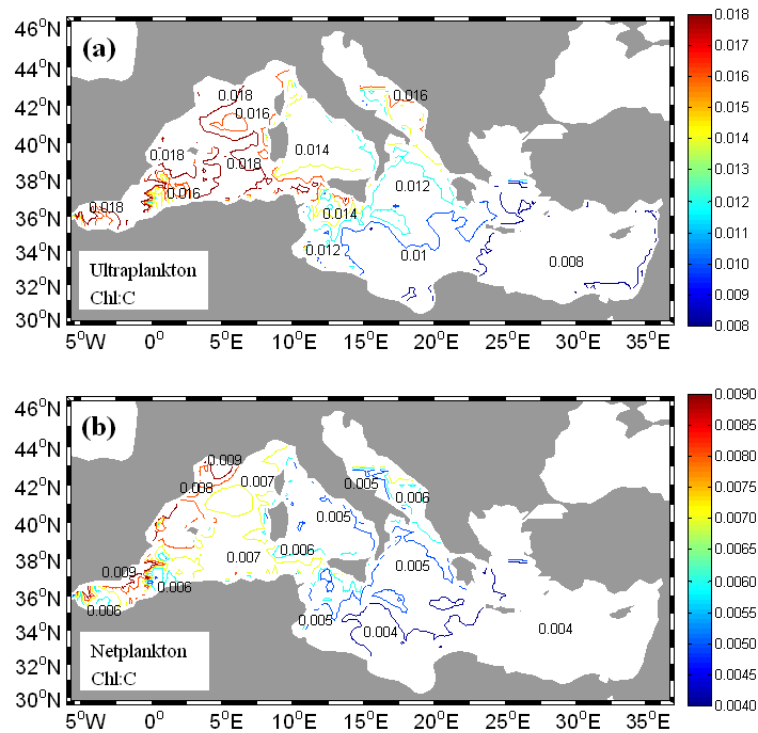 46°N
44°N
42°N
40°N
38°N
36°N
34°N
32°N
30°N
(a)
0.018
0.016
0.018
0.018
0.016
0.018
0.014
0.014
0.012
0.016
0.012
0.01
0.008
Ultraplankton
Chl:C
5°W 0° 5°E 10°E 15°E 20°E 25°E 30°E 35°E
0.018
0.017
0.016
0.015
0.014
0.013
0.012
0.011
0.010
0.009
0.008
46°N
44°N
42°N
40°N
38°N
36°N
34°N
32°N
30°N
(b)
0.009
0.008
0.007
0.007
0.009
0.006
0.006
0.006
0.005
0.005
0.005
0.006
0.005
0.004
0.004
Netplankton
Chl:C
5°W 0° 5°E 10°E 15°E 20°E 25°E 30°E 35°E
0.0090
0.0085
0.0080
0.0075
0.0070
0.0065
0.0060
0.0055
0.0050
0.0045
0.0040